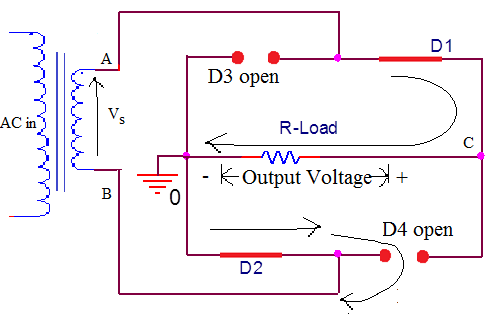 A
D1
D3 open
AC in
Vs
R-Load
C
0
- Output Voltage +
B
D4 open
D2